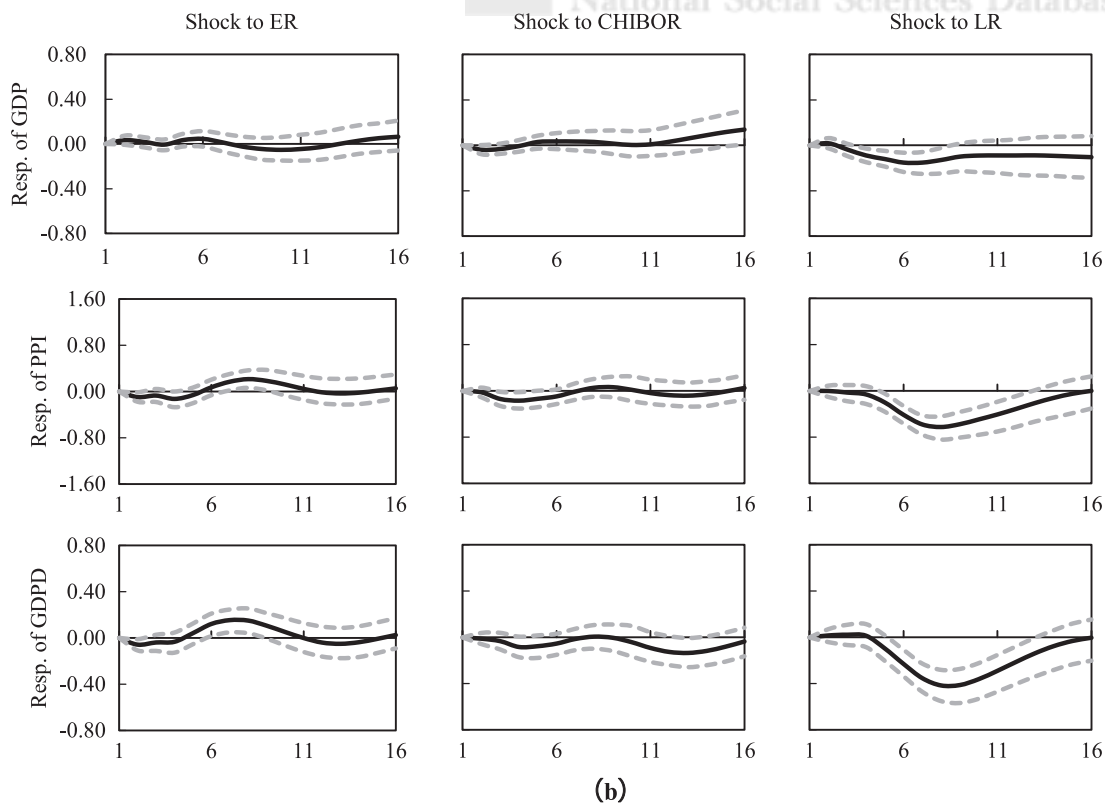 National Social Sciences Database
Shock to ER Shock to CHIBOR Shock to LR
Resp. of GDP
0.80
0.40
0.00
-0.40
-0.80
1 6 11 16 1 6 11 16 1 6 11 16
Resp. of PPI
1.60
0.80
0.00
-0.80
-1.60
1 6 11 16 1 6 11 16 1 6 11 16
Resp. of GDPD
0.80
0.40
0.00
-0.40
-0.80
1 6 11 16 1 6 11 16 1 6 11 16
(b)